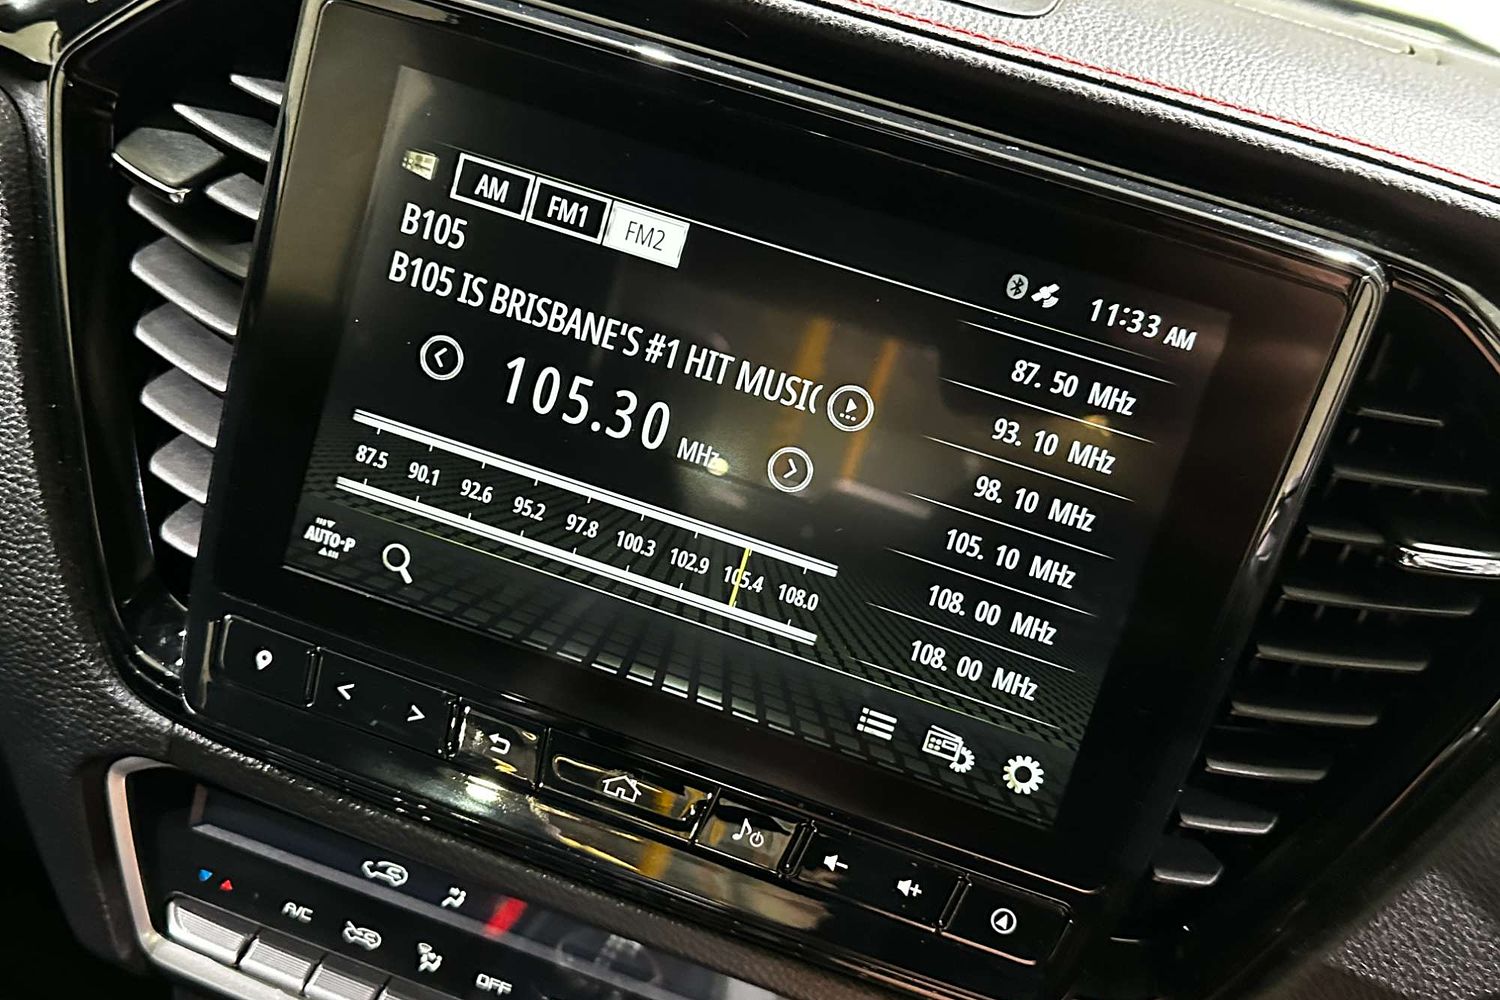 AM FM1 FM2
B105
11:33 AM
B105 IS BRISBANE'S #1 HIT MUSIC
105.30 MHz
87.5 90.1 92.6 95.2 97.8 100.3 102.9 105.4 108.0
87. 50 MHz
93. 10 MHz
98. 10 MHz
105. 10 MHz
108. 00 MHz
108. 00 MHz
AUTO-P
A/C
OFF